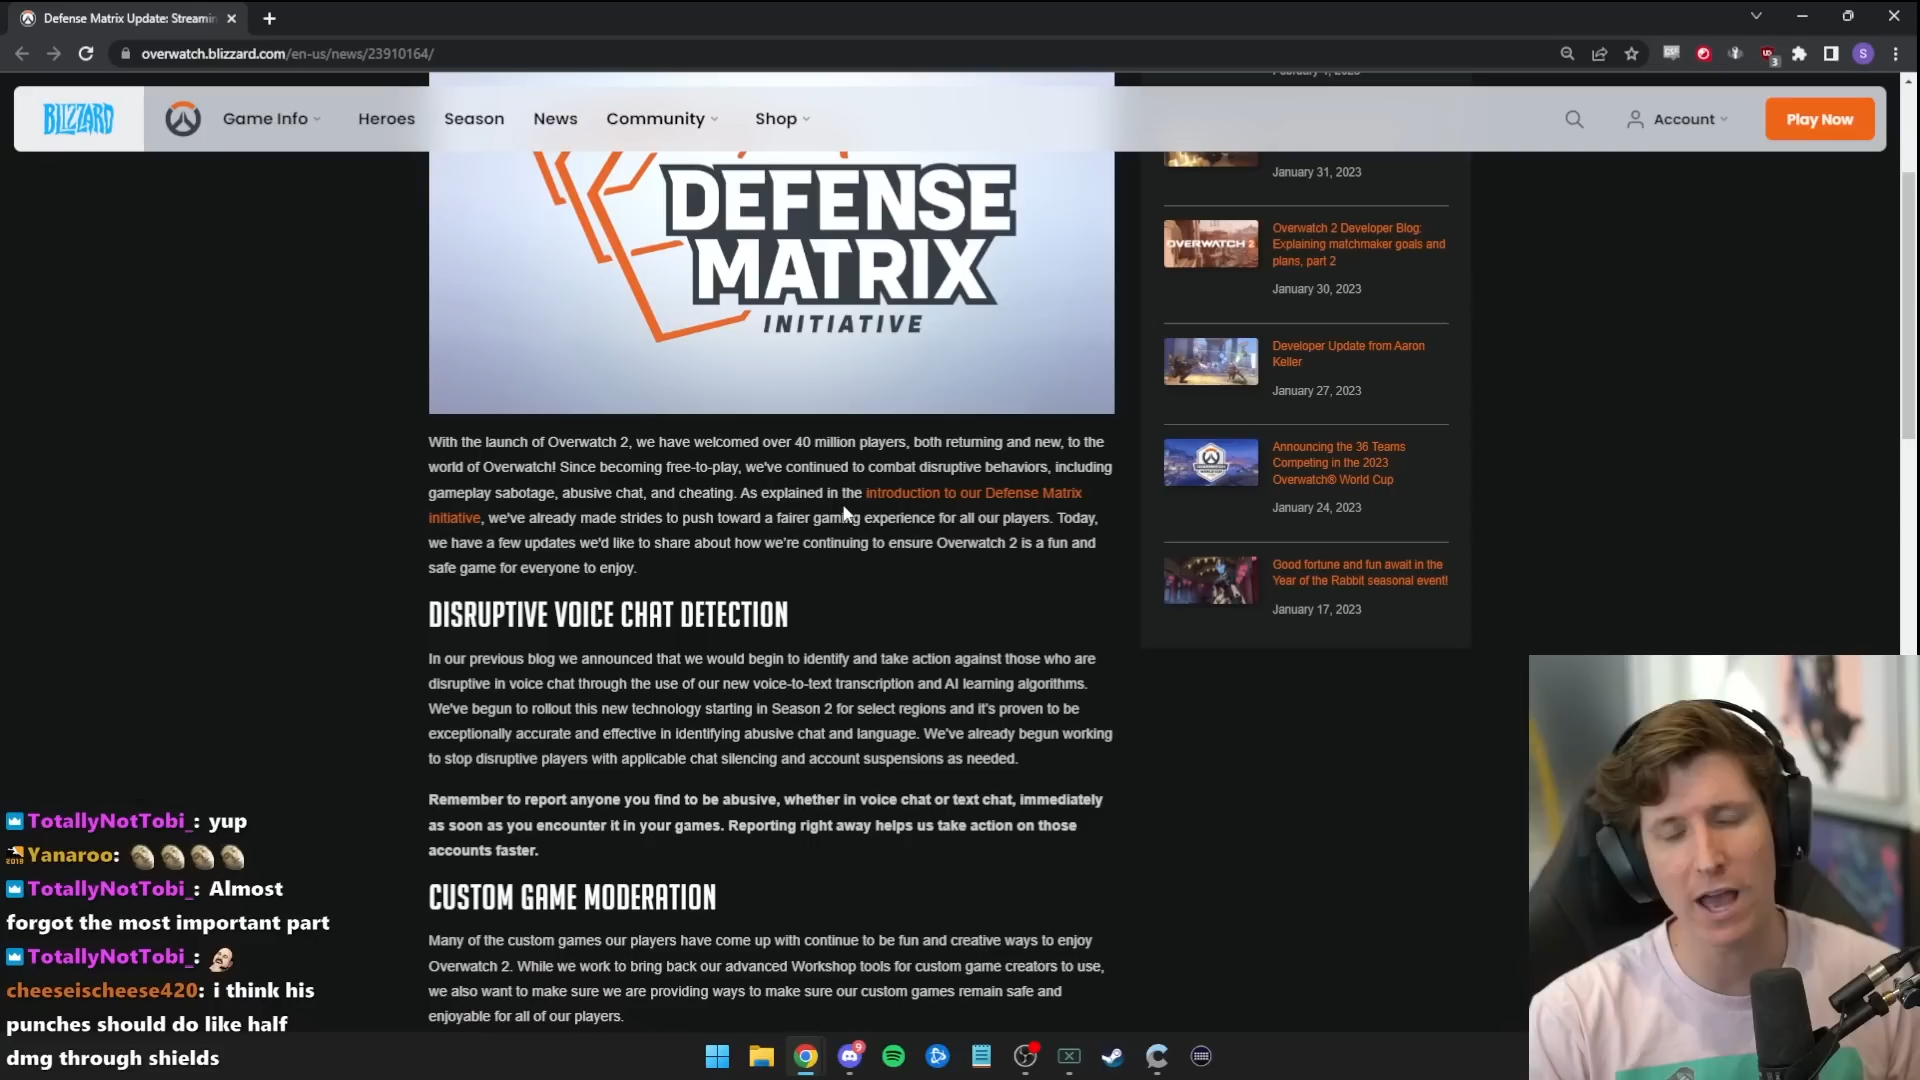 Defense Matrix Update: Streamin
overwatch.blizzard.com/en-us/news/23910164/
S
3
BLIZZARD
Game Info
Heroes
Season
News
Community
Shop
Account
Play Now
DEFENSE
MATRIX
INITIATIVE
With the launch of Overwatch 2, we have welcomed over 40 million players, both returning and new, to the
world of Overwatch! Since becoming free-to-play, we've continued to combat disruptive behaviors, including
gameplay sabotage, abusive chat, and cheating. As explained in the introduction to our Defense Matrix
initiative, we've already made strides to push toward a fairer gaming experience for all our players. Today,
we have a few updates we'd like to share about how we're continuing to ensure Overwatch 2 is a fun and
safe game for everyone to enjoy.
DISRUPTIVE VOICE CHAT DETECTION
In our previous blog we announced that we would begin to identify and take action against those who are
disruptive in voice chat through the use of our new voice-to-text transcription and AI learning algorithms.
We've begun to rollout this new technology starting in Season 2 for select regions and it's proven to be
exceptionally accurate and effective in identifying abusive chat and language. We've already begun working
to stop disruptive players with applicable chat silencing and account suspensions as needed.
Remember to report anyone you find to be abusive, whether in voice chat or text chat, immediately
as soon as you encounter it in your games. Reporting right away helps us take action on those
accounts faster.
CUSTOM GAME MODERATION
Many of the custom games our players have come up with continue to be fun and creative ways to enjoy
Overwatch 2. While we work to bring back our advanced Workshop tools for custom game creators to use,
we also want to make sure we are providing ways to make sure our custom games remain safe and
enjoyable for all of our players.
January 31, 2023
OVERWATCH 2
Overwatch 2 Developer Blog:
Explaining matchmaker goals and
plans, part 2
January 30, 2023
Developer Update from Aaron
Keller
January 27, 2023
Announcing the 36 Teams
Competing in the 2023
Overwatch® World Cup
January 24, 2023
Good fortune and fun await in the
Year of the Rabbit seasonal event!
January 17, 2023
TotallyNotTobi_: yup
Yanaroo:
TotallyNotTobi_: Almost
forgot the most important part
TotallyNotTobi_:
cheeseischeese420: i think his
punches should do like half
dmg through shields
9